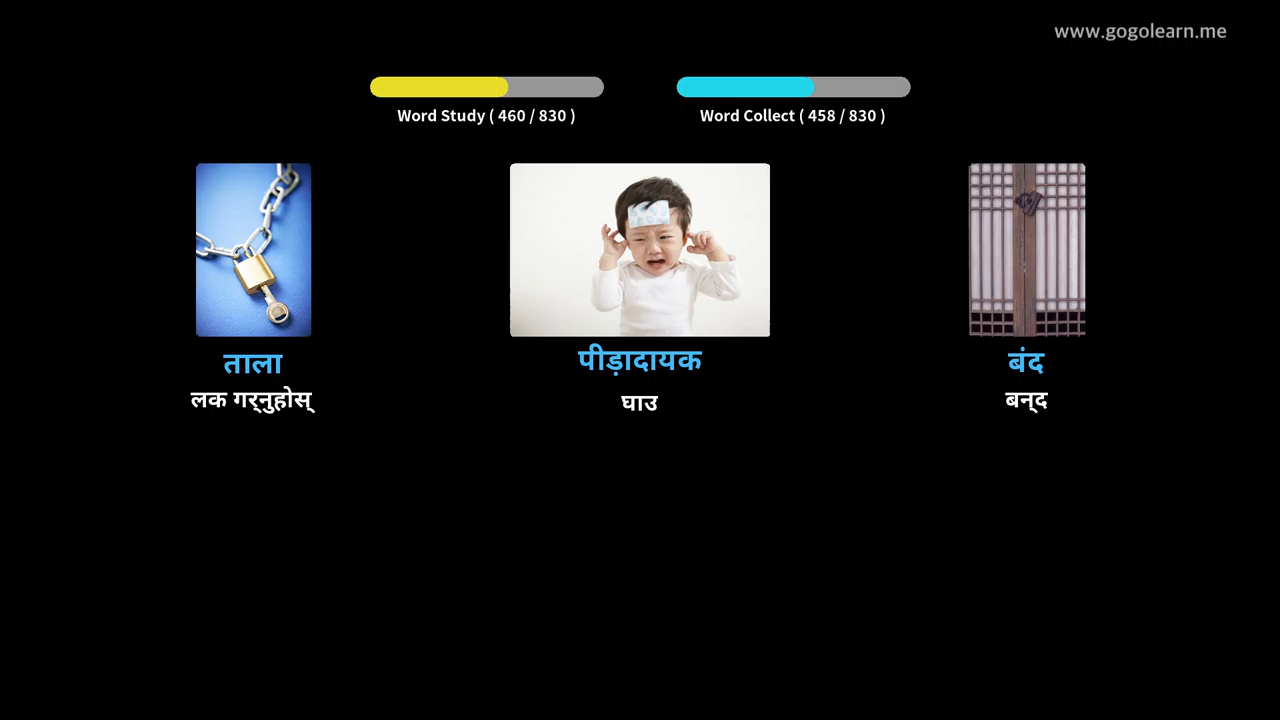 www.gogolearn.me
Word Study ( 460 / 830 )
Word Collect ( 458 / 830 )
ताला
पीड़ादायक
बंद
लक गर्नुहोस्
घाउ
बन्द